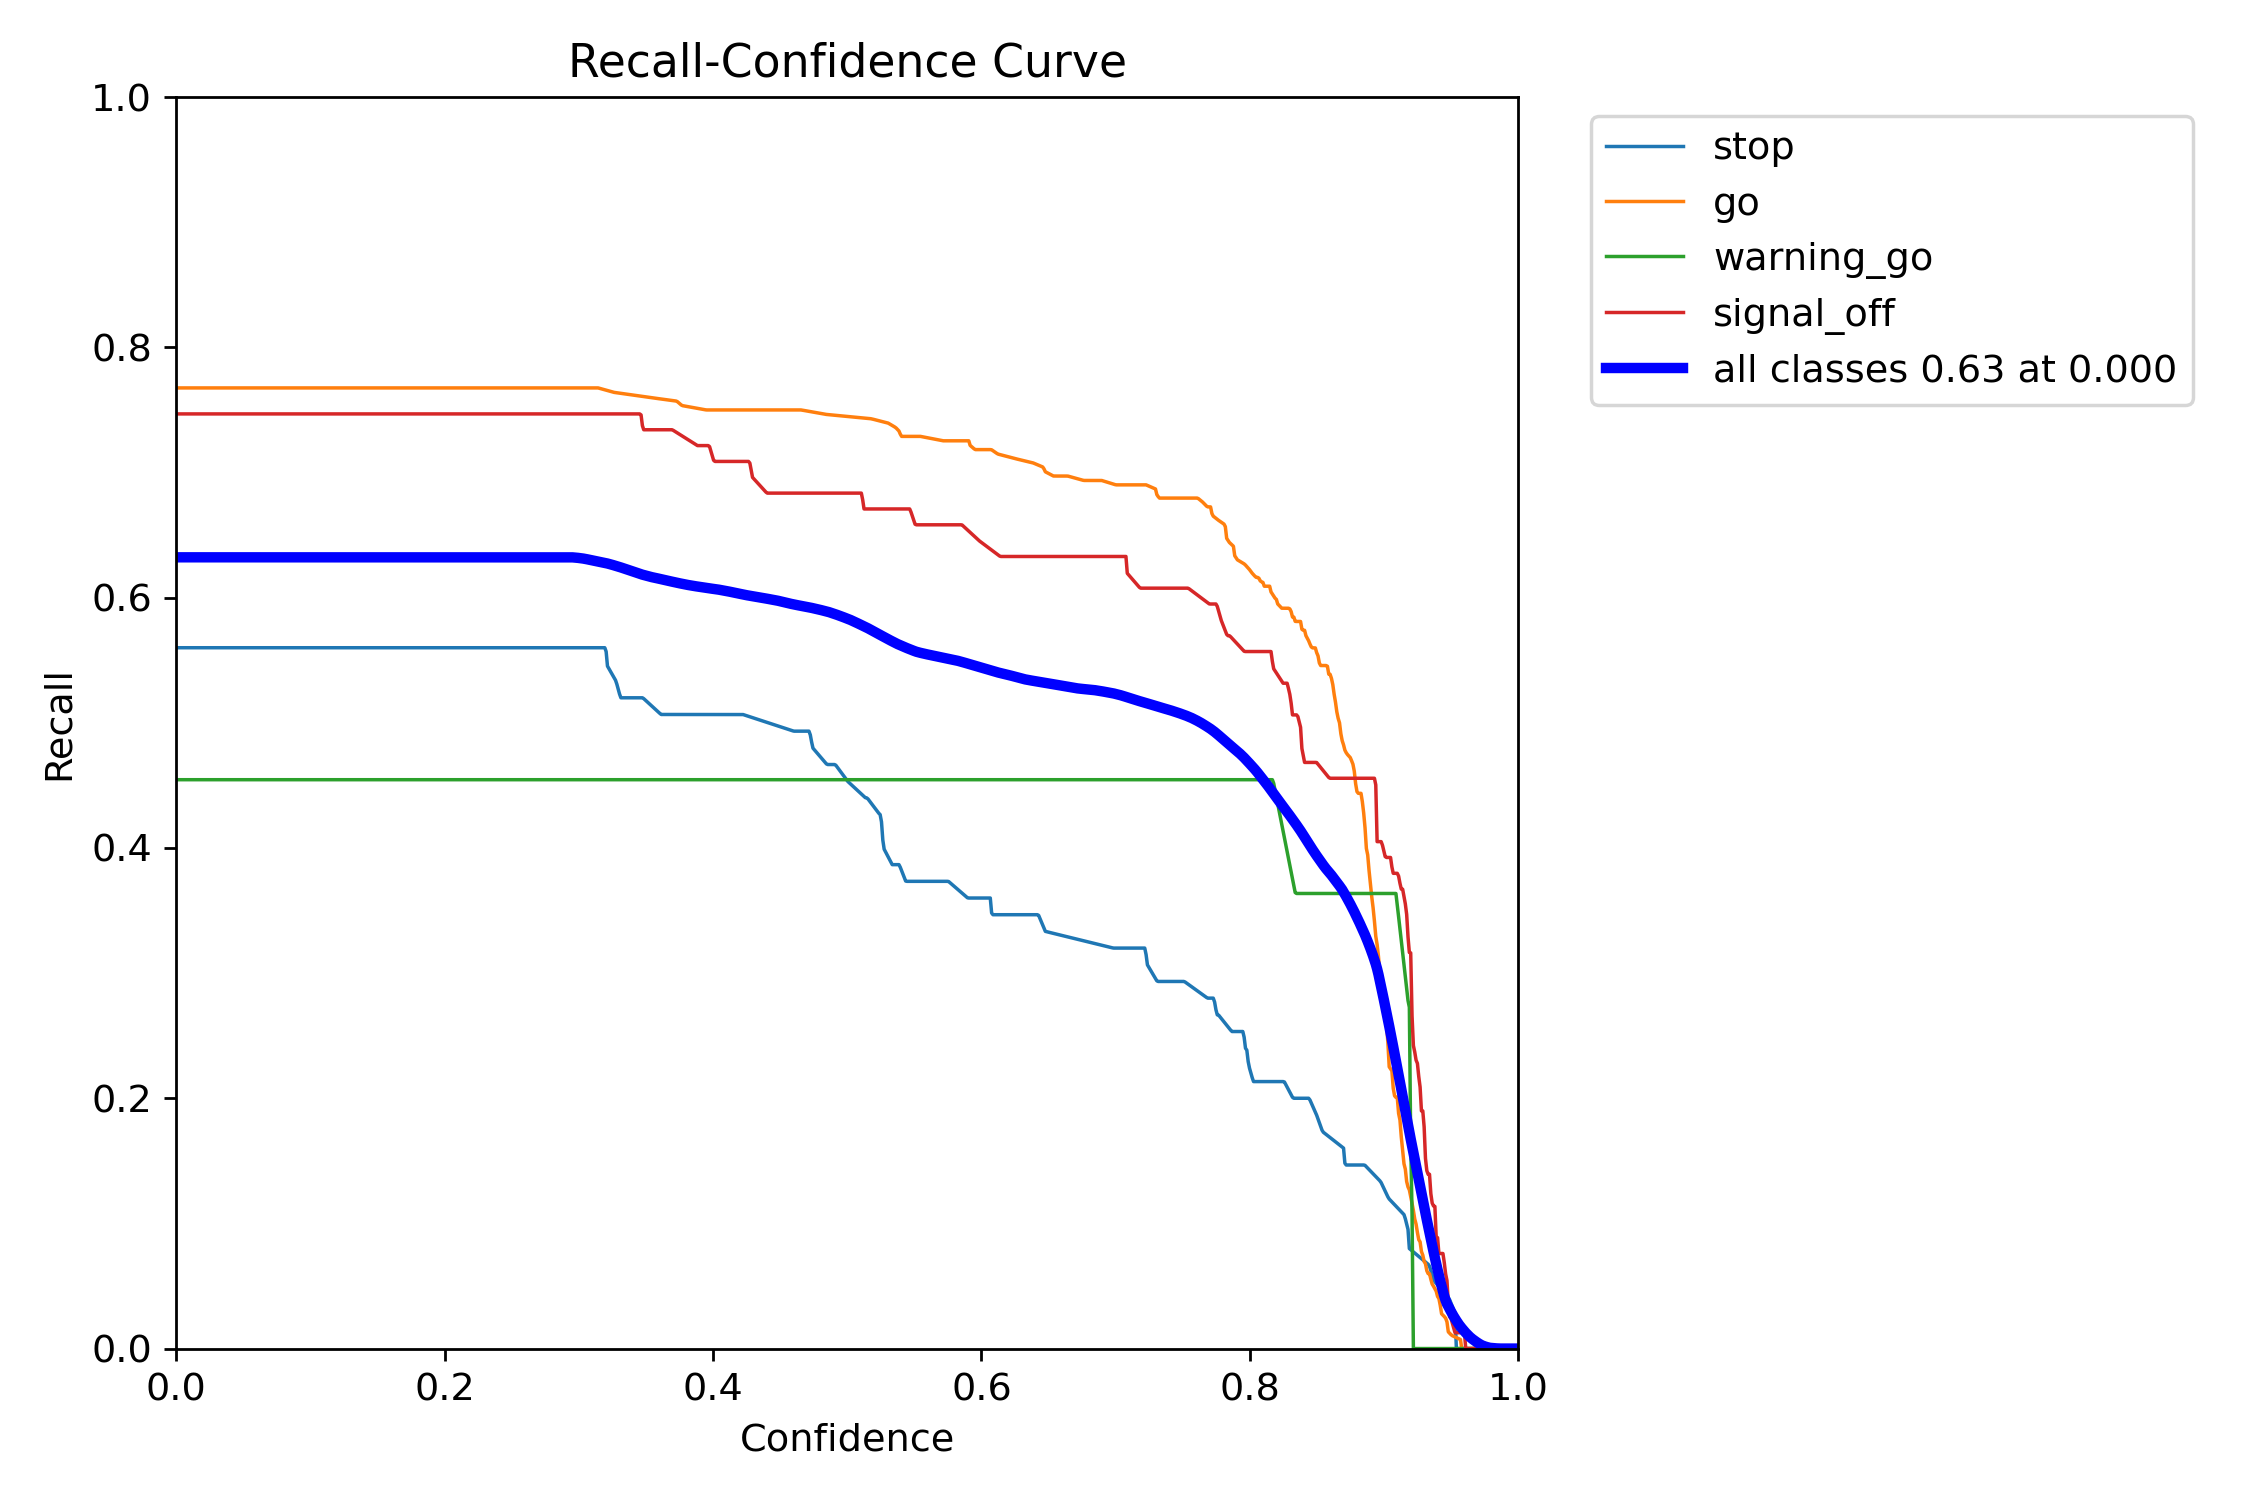 Recall-Confidence Curve
1.0
0.8
0.6
0.4
0.2
0.0
Recall
0.0 0.2 0.4 0.6 0.8 1.0
Confidence
stop
go
warning_go
signal_off
all classes 0.63 at 0.000